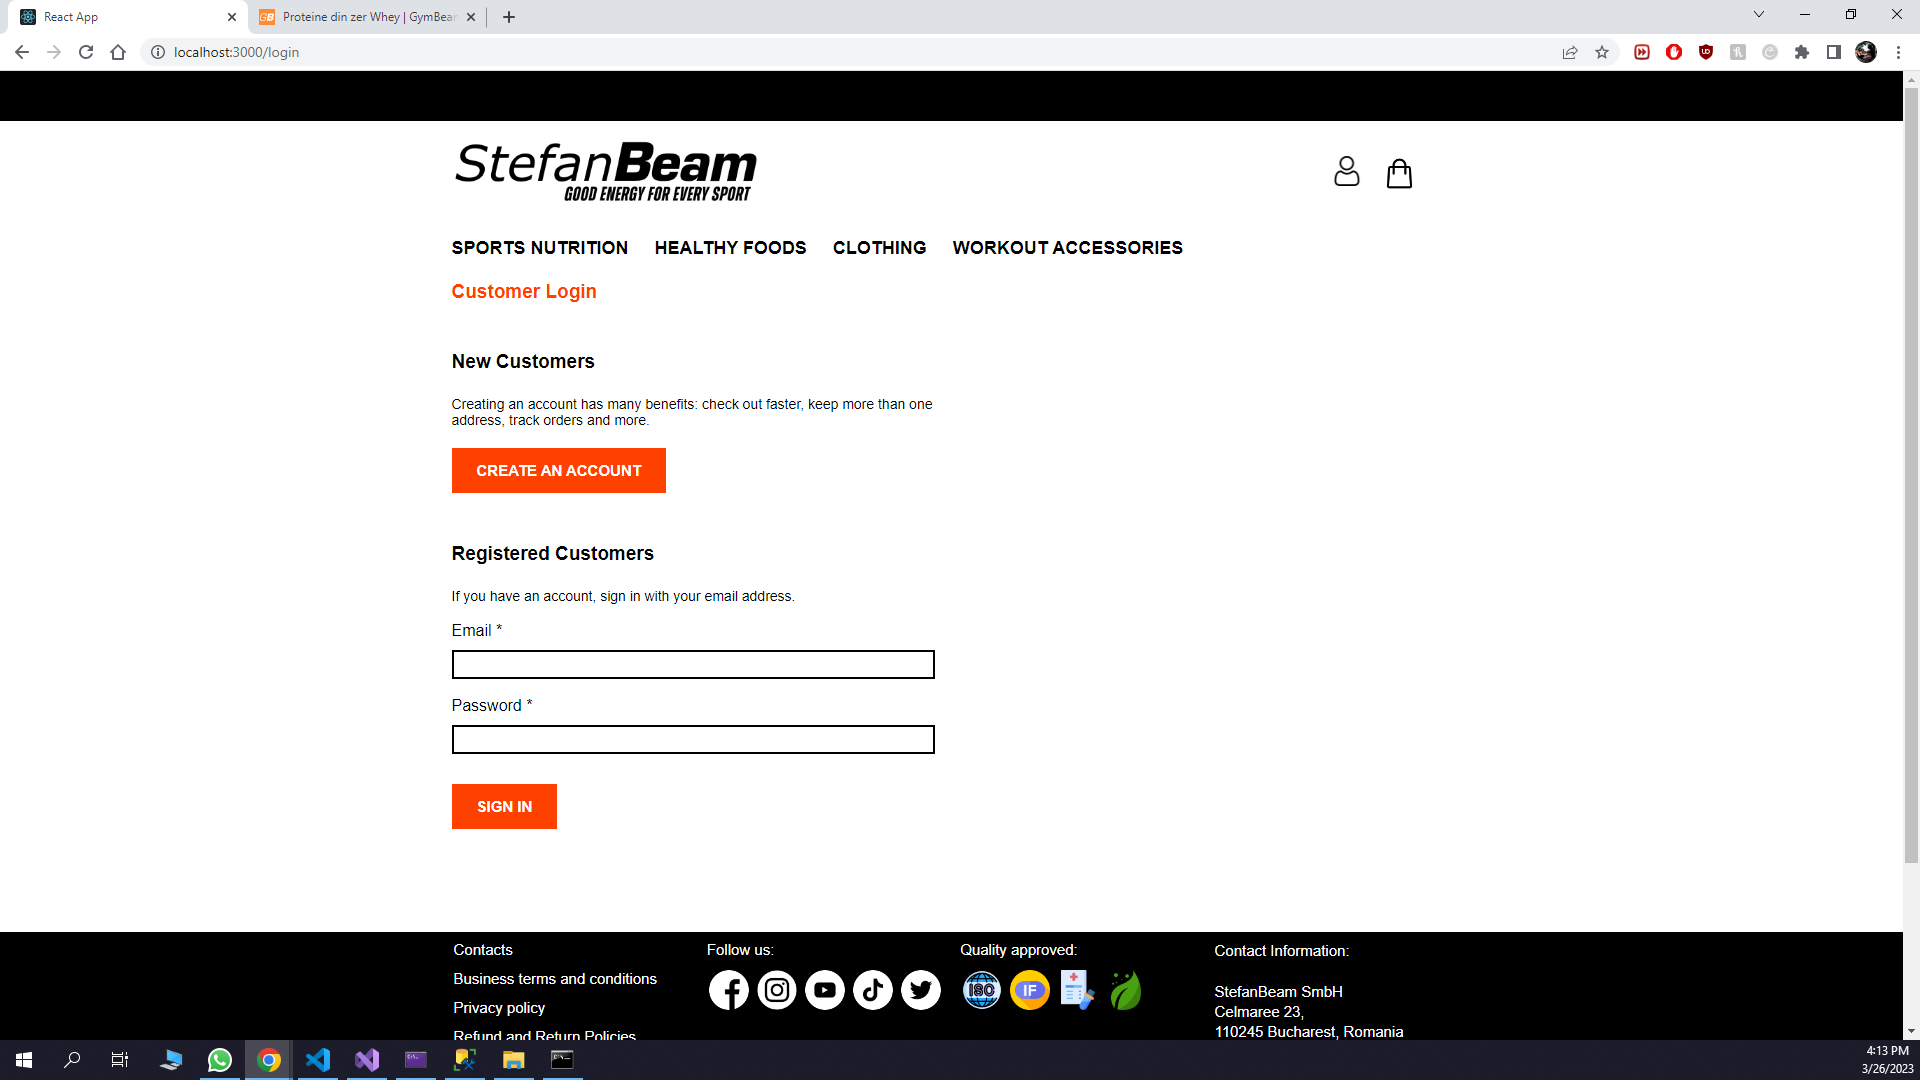 React App
Proteine din zer Whey | GymBean
localhost:3000/login
StefanBeam
GOOD ENERGY FOR EVERY SPORT
SPORTS NUTRITION HEALTHY FOODS CLOTHING WORKOUT ACCESSORIES
Customer Login
New Customers
Creating an account has many benefits: check out faster, keep more than one
address, track orders and more.
CREATE AN ACCOUNT
Registered Customers
If you have an account, sign in with your email address.
Email *
Password *
SIGN IN
Contacts
Business terms and conditions
Privacy policy
Refund and Return Policies
Follow us:
Quality approved:
ISO
IF
Contact Information:
StefanBeam SmbH
Celmaree 23,
110245 Bucharest, Romania
4:13 PM
3/26/2023